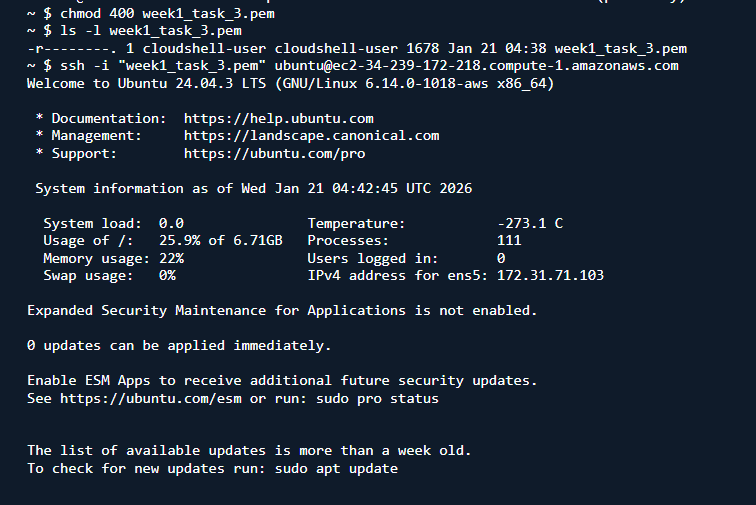 ~ $ chmod 400 week1_task_3.pem
~ $ ls -l week1_task_3.pem
-r--------. 1 cloudshell-user cloudshell-user 1678 Jan 21 04:38 week1_task_3.pem
~ $ ssh -i "week1_task_3.pem" ubuntu@ec2-34-239-172-218.compute-1.amazonaws.com
Welcome to Ubuntu 24.04.3 LTS (GNU/Linux 6.14.0-1018-aws x86_64)
* Documentation:  https://help.ubuntu.com
* Management:     https://landscape.canonical.com
* Support:        https://ubuntu.com/pro
System information as of Wed Jan 21 04:42:45 UTC 2026
System load:  0.0               Temperature:           -273.1 C
Usage of /:   25.9% of 6.71GB   Processes:             111
Memory usage: 22%               Users logged in:       0
Swap usage:   0%                IPv4 address for ens5: 172.31.71.103
Expanded Security Maintenance for Applications is not enabled.
0 updates can be applied immediately.
Enable ESM Apps to receive additional future security updates.
See https://ubuntu.com/esm or run: sudo pro status
The list of available updates is more than a week old.
To check for new updates run: sudo apt update